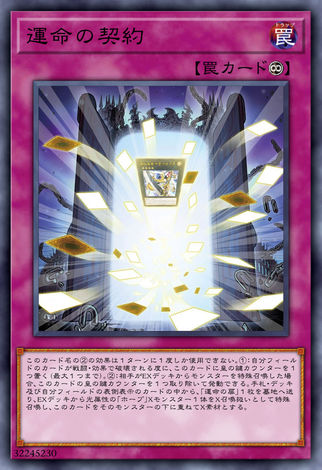 運命の契約
トラップ
罠
【罠カード】
このカード名の②の効果は1ターンに1度しか使用できない。①:自分フィールド
のカードが戦闘・効果で破壊される度に、このカードに皇の鍵カウンターを1
つ置く(最大1つまで)。②:相手がEXデッキからモンスターを特殊召喚した場
合、このカードの皇の鍵カウンターを1つ取り除いて発動できる。手札・デッキ
及び自分フィールドの表側表示のカードの中から、「運命の扉」1枚を墓地へ送
り、EXデッキから光属性の「ホープ」Xモンスター1体をX召喚扱いとして特殊
召喚し、このカードをそのモンスターの下に重ねてX素材とする。
32245230